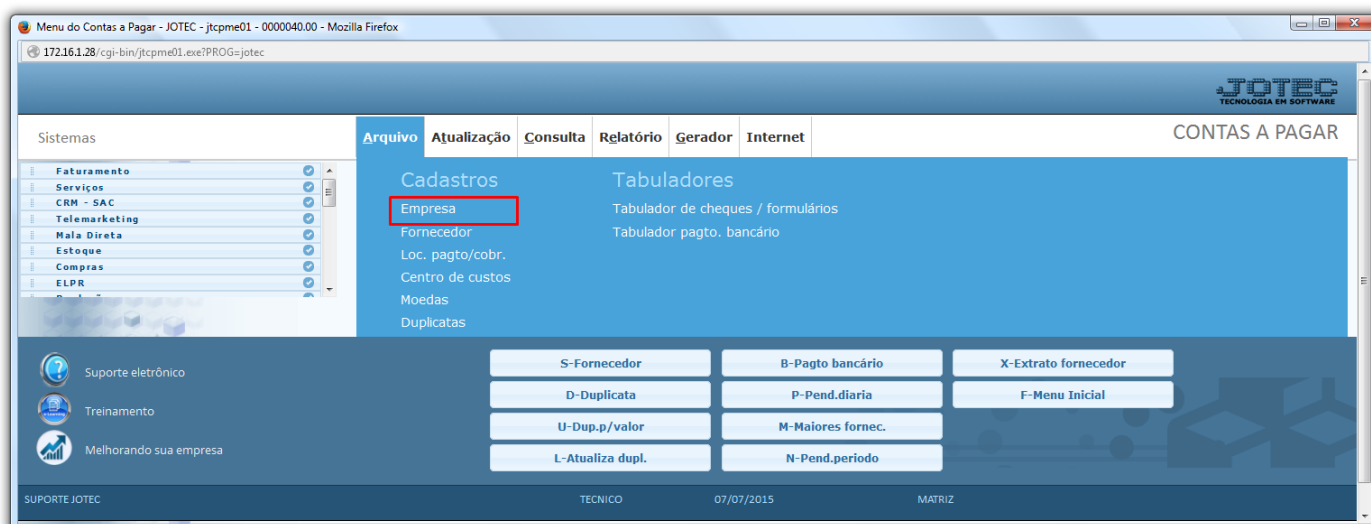 Menu do Contas a Pagar - JOTEC - jtcpme01 - 0000040.00 - Mozilla Firefox
172.16.1.28/cgi-bin/jtcpme01.exe?PROG=jotec
JOTEC
TECNOLOGIA EM SOFTWARE
Sistemas
Arquivo Atualização Consulta Relatório Gerador Internet
CONTAS A PAGAR
Faturamento
Serviços
CRM - SAC
Telemarketing
Mala Direta
Estoque
Compras
ELPR
Cadastros
Empresa
Fornecedor
Loc. pagto/cobr.
Centro de custos
Moedas
Duplicatas
Tabuladores
Tabulador de cheques / formulários
Tabulador pagto. bancário
Suporte eletrônico
Treinamento
Melhorando sua empresa
S-Fornecedor B-Pagto bancário X-Extrato fornecedor
D-Duplicata P-Pend.diaria F-Menu Inicial
U-Dup.p/valor M-Maiores fornec.
L-Atualiza dupl. N-Pend.periodo
SUPORTE JOTEC TECNICO 07/07/2015 MATRIZ